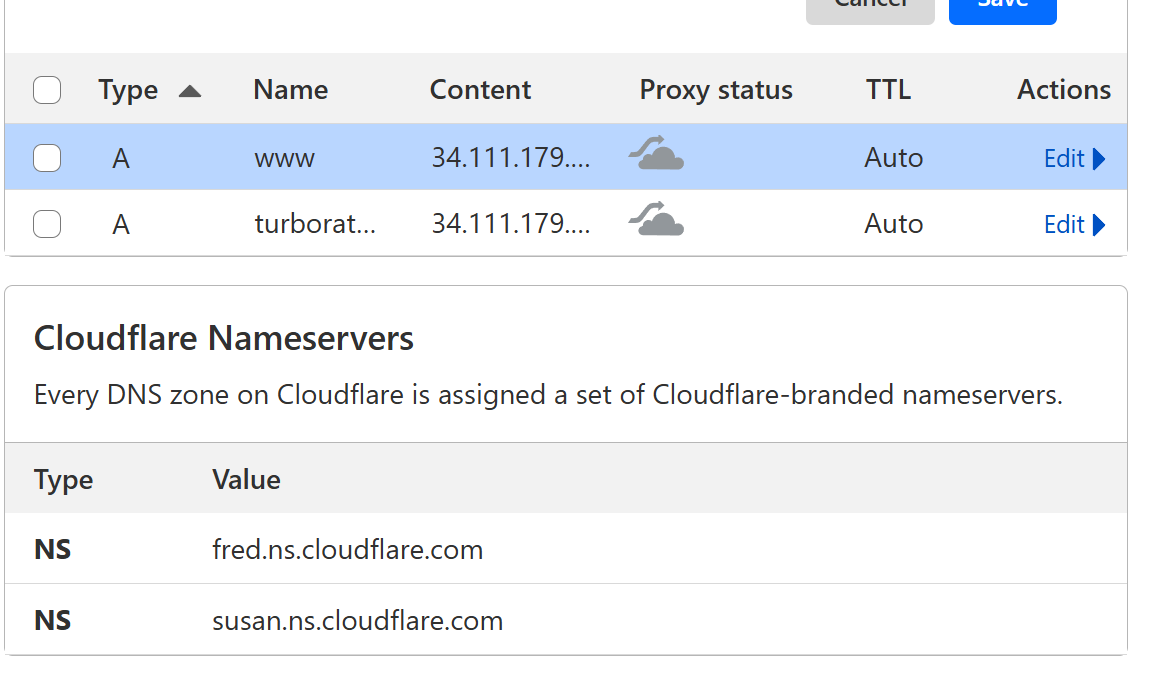 Cancel Save
Type Name Content Proxy status TTL Actions
A www 34.111.179.... Auto Edit
A turborat... 34.111.179.... Auto Edit
Cloudflare Nameservers
Every DNS zone on Cloudflare is assigned a set of Cloudflare-branded nameservers.
Type Value
NS fred.ns.cloudflare.com
NS susan.ns.cloudflare.com